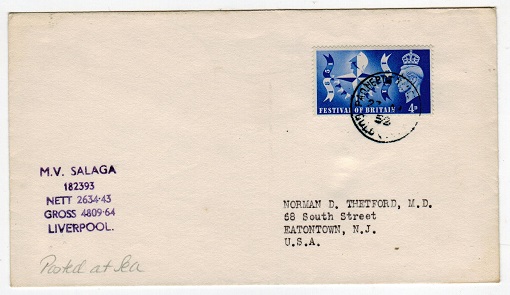 FESTIVAL OF BRITAIN 4D
52
GOLD
M.V. SALAGA
182393
NETT 2634·43
GROSS 4809·64
LIVERPOOL.
Posted at Sea
NORMAN D. THETFORD, M.D.
68 South Street
EATONTOWN, N.J.
U.S.A.